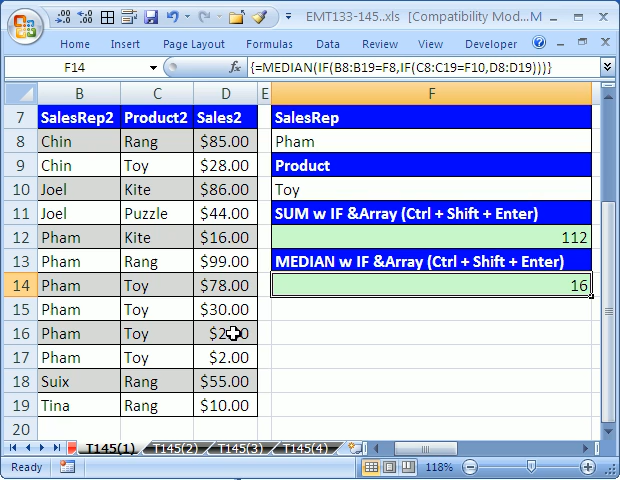 EMT133-145..xls [Compatibility Mod... M
Home Insert Page Layout Formulas Data Review View Developer
F14 fx {=MEDIAN(IF(B8:B19=F8,IF(C8:C19=F10,D8:D19)))}
B C D E F
7 SalesRep2 Product2 Sales2 SalesRep
8 Chin Rang $85.00 Pham
9 Chin Toy $28.00 Product
10 Joel Kite $86.00 Toy
11 Joel Puzzle $44.00 SUM w IF &Array (Ctrl + Shift + Enter)
12 Pham Kite $16.00 112
13 Pham Rang $99.00 MEDIAN w IF &Array (Ctrl + Shift + Enter)
14 Pham Toy $78.00 16
15 Pham Toy $30.00
16 Pham Toy
17 Pham Toy $2.00
18 Suix Rang $55.00
19 Tina Rang $10.00
20
T145(1) T145(2) T145(3) T145(4)
Ready 118%